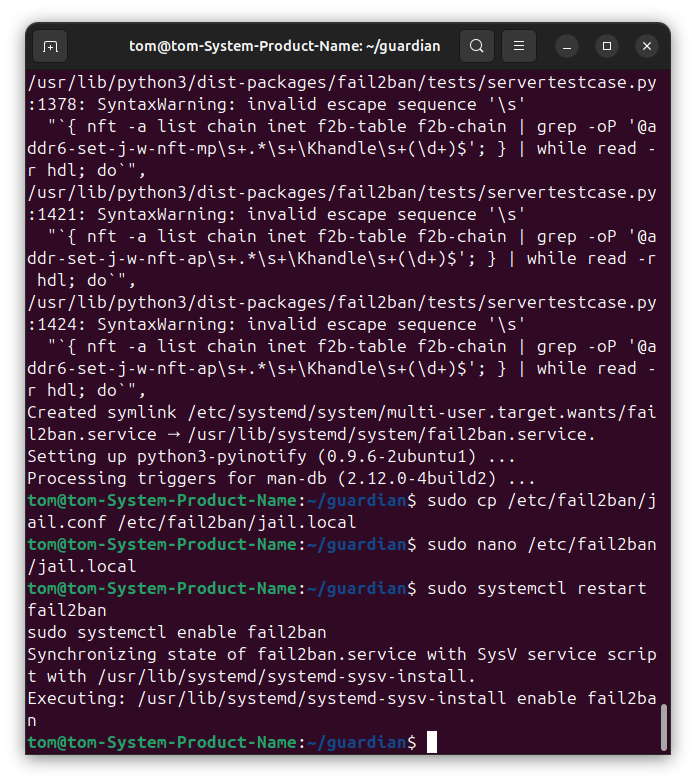 tom@tom-System-Product-Name: ~/guardian
/usr/lib/python3/dist-packages/fail2ban/tests/servertestcase.py
:1378: SyntaxWarning: invalid escape sequence '\s'
  "`{ nft -a list chain inet f2b-table f2b-chain | grep -oP '@a
ddr6-set-j-w-nft-mp\s+.*\s+\Khandle\s+(\d+)$'; } | while read -
r hdl; do`",
/usr/lib/python3/dist-packages/fail2ban/tests/servertestcase.py
:1421: SyntaxWarning: invalid escape sequence '\s'
  "`{ nft -a list chain inet f2b-table f2b-chain | grep -oP '@a
ddr-set-j-w-nft-ap\s+.*\s+\Khandle\s+(\d+)$'; } | while read -r
 hdl; do`",
/usr/lib/python3/dist-packages/fail2ban/tests/servertestcase.py
:1424: SyntaxWarning: invalid escape sequence '\s'
  "`{ nft -a list chain inet f2b-table f2b-chain | grep -oP '@a
ddr6-set-j-w-nft-ap\s+.*\s+\Khandle\s+(\d+)$'; } | while read -
r hdl; do`",
Created symlink /etc/systemd/system/multi-user.target.wants/fai
l2ban.service → /usr/lib/systemd/system/fail2ban.service.
Setting up python3-pyinotify (0.9.6-2ubuntu1) ...
Processing triggers for man-db (2.12.0-4build2) ...
tom@tom-System-Product-Name:~/guardian$ sudo cp /etc/fail2ban/j
ail.conf /etc/fail2ban/jail.local
tom@tom-System-Product-Name:~/guardian$ sudo nano /etc/fail2ban
/jail.local
tom@tom-System-Product-Name:~/guardian$ sudo systemctl restart
fail2ban
sudo systemctl enable fail2ban
Synchronizing state of fail2ban.service with SysV service scrip
t with /usr/lib/systemd/systemd-sysv-install.
Executing: /usr/lib/systemd/systemd-sysv-install enable fail2ba
n
tom@tom-System-Product-Name:~/guardian$